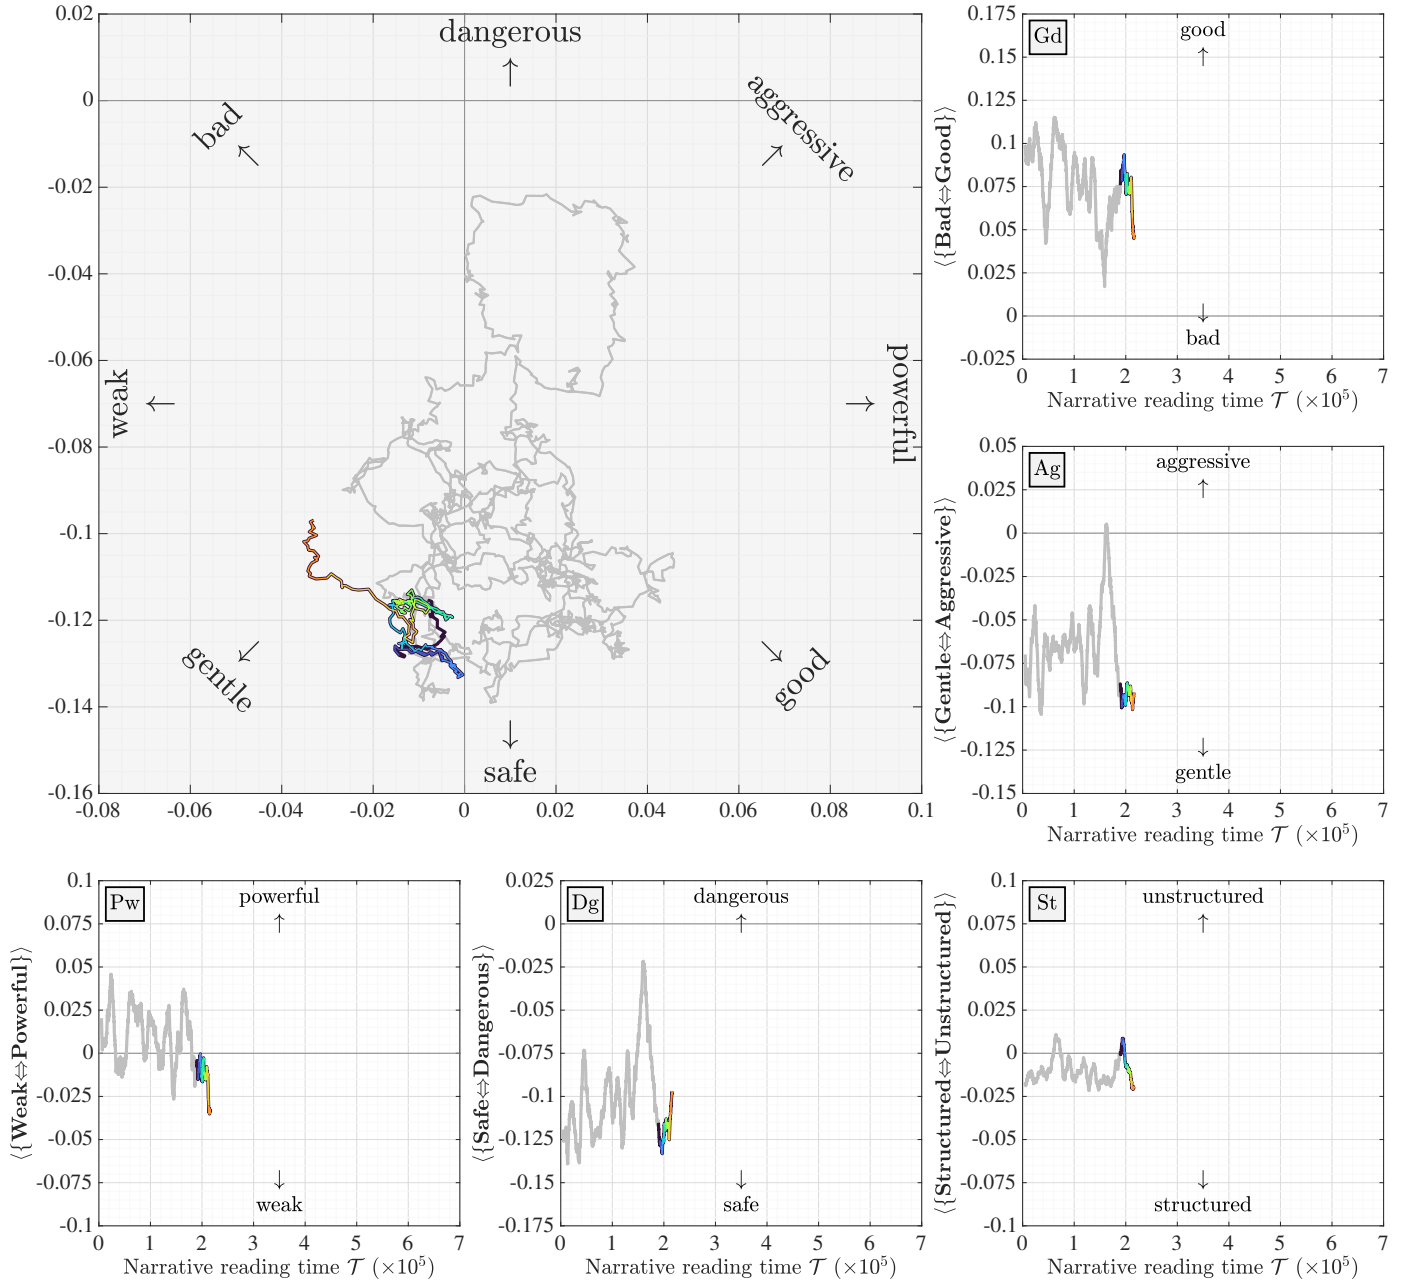 0.02
0
-0.02
-0.04
-0.06
-0.08
-0.1
-0.12
-0.14
-0.16
-0.08
-0.06
-0.04
-0.02
0
0.02
0.04
0.06
0.08
0.1
dangerous
↑
bad
↖
aggressive
↗
weak
←
powerful
→
gentle
↙
good
↘
↓
safe
Gd
good
↑
↓
bad
⟨{Bad⇔Good}⟩
0.175
0.15
0.125
0.1
0.075
0.05
0.025
0
-0.025
0 1 2 3 4 5 6 7
Narrative reading time 𝒯 (×10⁵)
Ag
aggressive
↑
↓
gentle
⟨{Gentle⇔Aggressive}⟩
0.05
0.025
0
-0.025
-0.05
-0.075
-0.1
-0.125
-0.15
0 1 2 3 4 5 6 7
Narrative reading time 𝒯 (×10⁵)
Pw
powerful
↑
↓
weak
⟨{Weak⇔Powerful}⟩
0.1
0.075
0.05
0.025
0
-0.025
-0.05
-0.075
-0.1
0 1 2 3 4 5 6 7
Narrative reading time 𝒯 (×10⁵)
Dg
dangerous
↑
↓
safe
⟨{Safe⇔Dangerous}⟩
0.025
0
-0.025
-0.05
-0.075
-0.1
-0.125
-0.15
-0.175
0 1 2 3 4 5 6 7
Narrative reading time 𝒯 (×10⁵)
St
unstructured
↑
↓
structured
⟨{Structured⇔Unstructured}⟩
0.1
0.075
0.05
0.025
0
-0.025
-0.05
-0.075
-0.1
0 1 2 3 4 5 6 7
Narrative reading time 𝒯 (×10⁵)